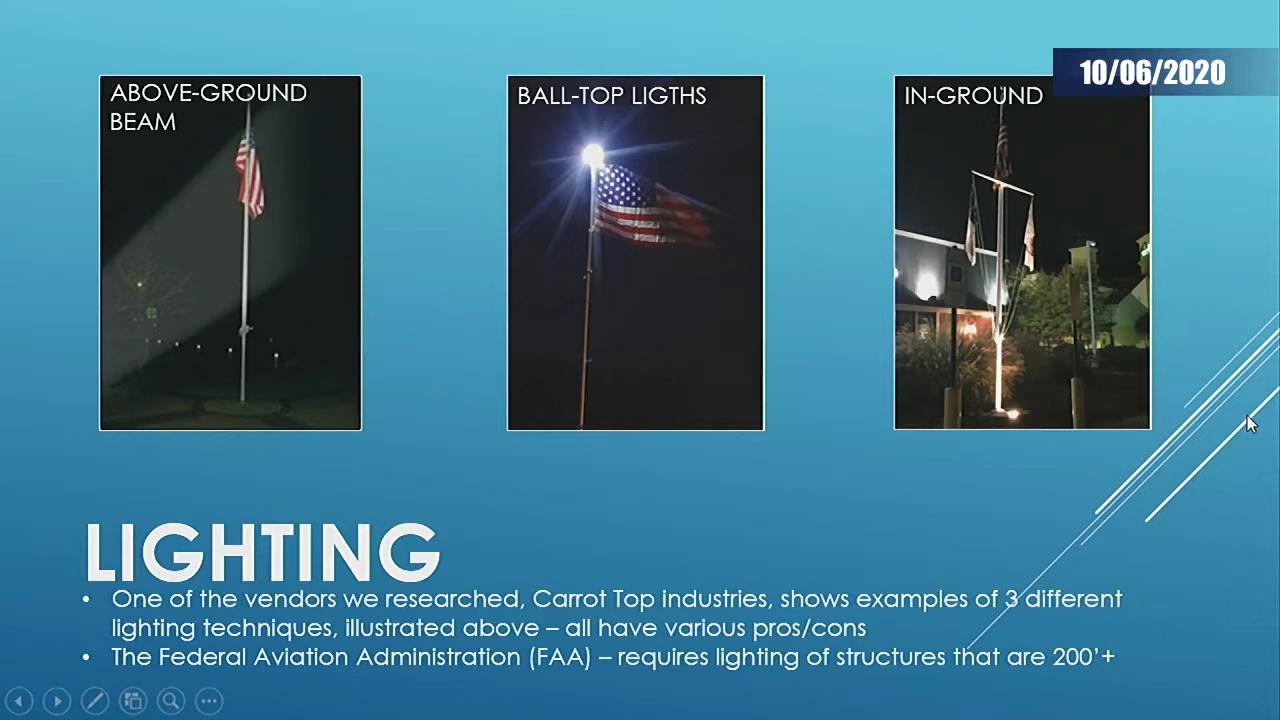 10/06/2020
ABOVE-GROUND
BEAM
BALL-TOP LIGTHS
IN-GROUND
LIGHTING
• One of the vendors we researched, Carrot Top Industries, shows examples of 3 different
lighting techniques, illustrated above – all have various pros/cons
• The Federal Aviation Administration (FAA) – requires lighting of structures that are 200'+